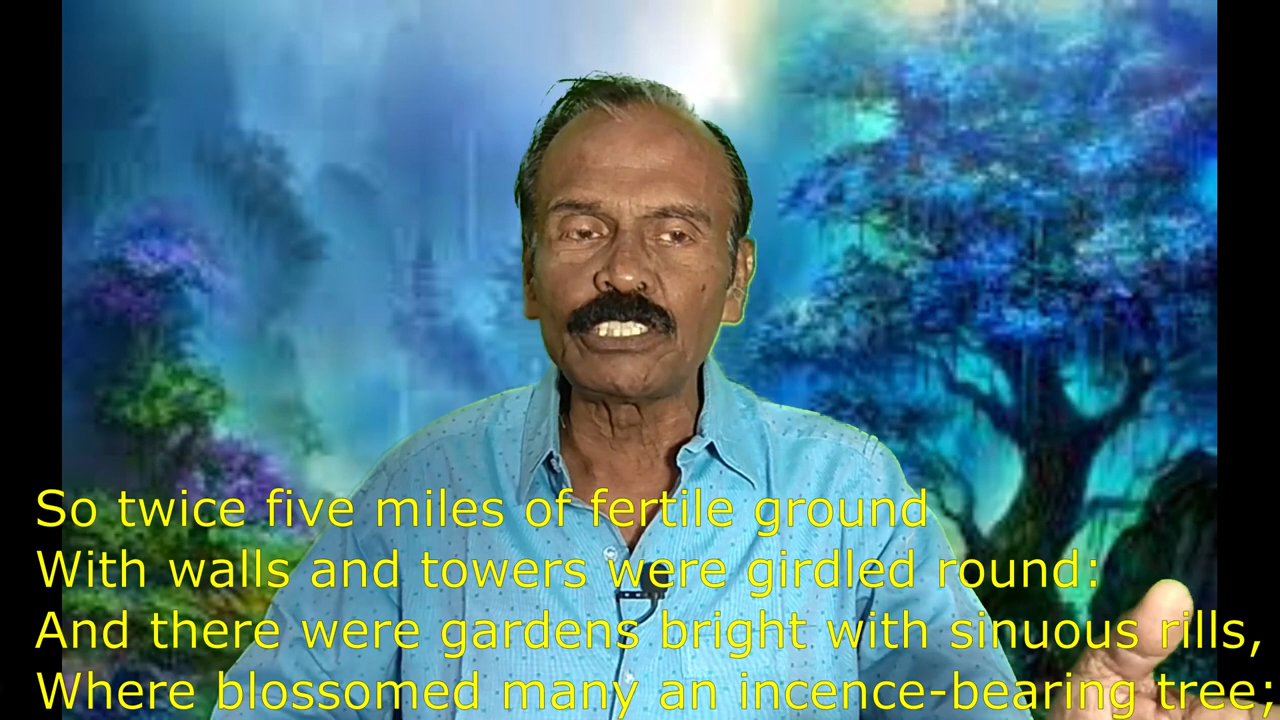 So twice five miles of fertile ground
With walls and towers were girdled round:
And there were gardens bright with sinuous rills,
Where blossomed many an incence-bearing tree;